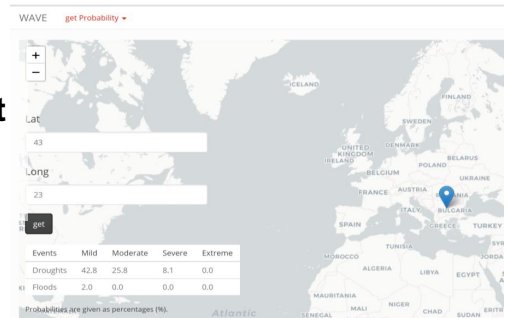 WAVE get Probability
+
−
t
Lat
43
Long
23
get
Events Mild Moderate Severe Extreme
Droughts 42.8 25.8 8.1 0.0
Floods 2.0 0.0 0.0 0.0
Probabilities are given as percentages (%).
ICELAND
FINLAND
SWEDEN
UNITED
KINGDOM
DENMARK
IRELAND
BELARUS
POLAND
BELGIUM
UKRAINE
FRANCE
AUSTRIA
ITALY
BULGARIA
SPAIN
GREECE
TURKEY
TUNISIA
SYR
MOROCCO
JORDA
ALGERIA
LIBYA
EGYPT
MAURITANIA
Atlantic
MALI
NIGER
CHAD
SUDAN
ERITR
SENEGAL